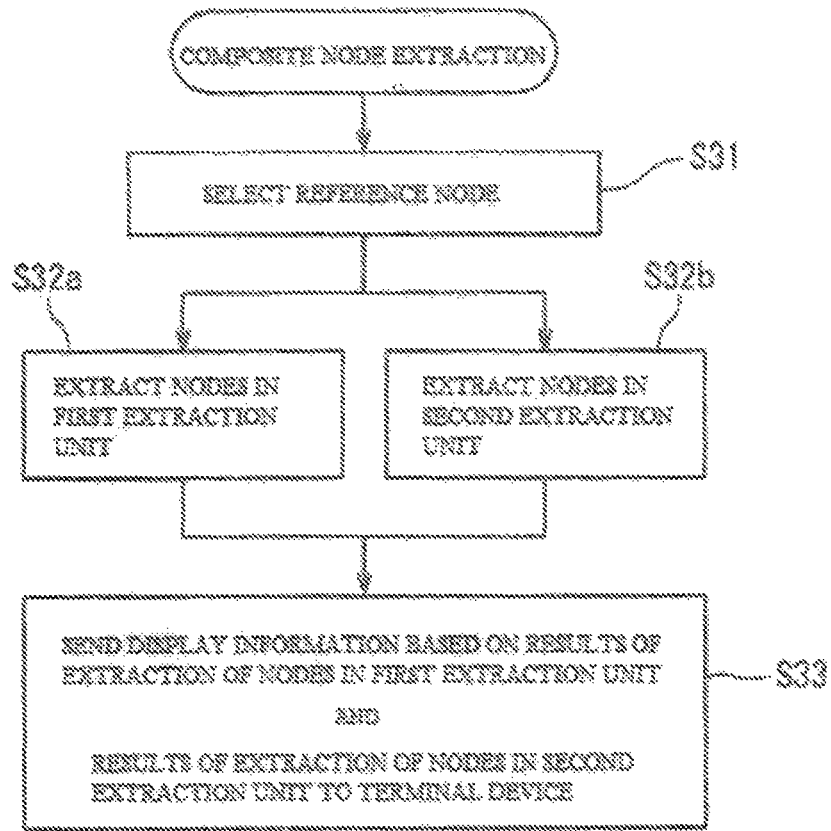 COMPOSITE NODE EXTRACTION
SELECT REFERENCE NODE
S31
S32a
S32b
EXTRACT NODES IN
FIRST EXTRACTION
UNIT
EXTRACT NODES IN
SECOND EXTRACTION
UNIT
SEND DISPLAY INFORMATION BASED ON RESULTS OF
EXTRACTION OF NODES IN FIRST EXTRACTION UNIT
AND
RESULTS OF EXTRACTION OF NODES IN SECOND
EXTRACTION UNIT TO TERMINAL DEVICE
S33